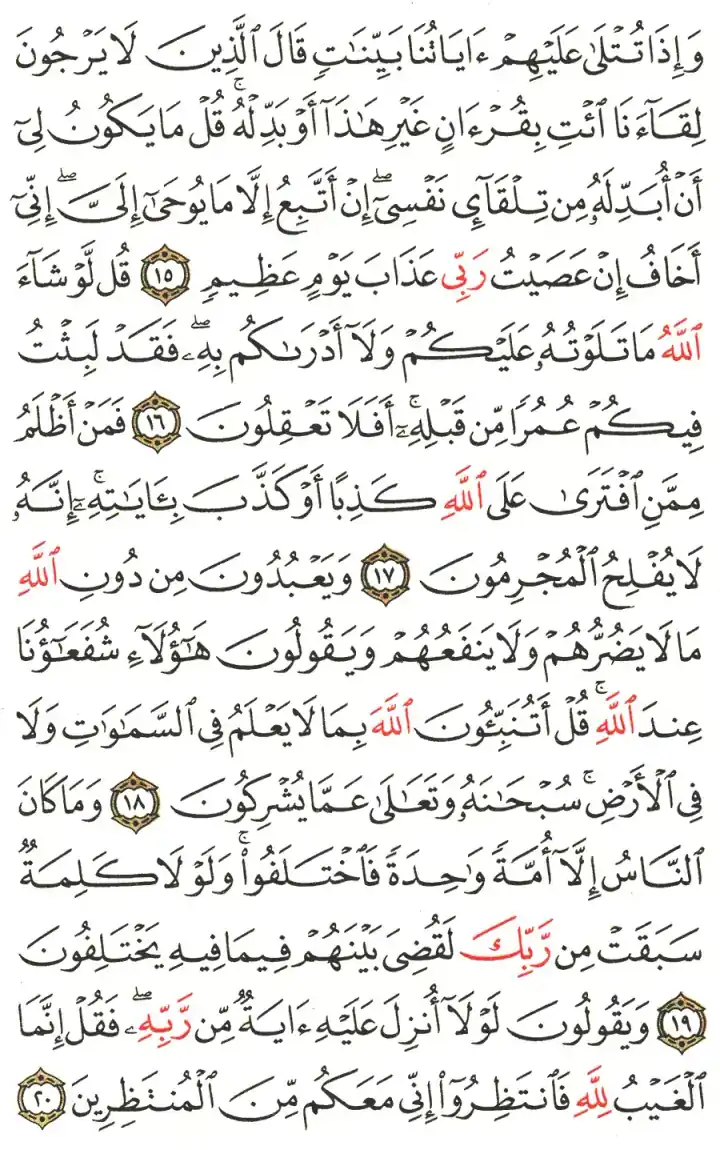 وَإِذَا تُتْلَىٰ عَلَيْهِمْ ءَايَاتُنَا بَيِّنَٰتٍۙ قَالَ ٱلَّذِينَ لَا يَرْجُونَ
لِقَآءَنَا ٱئْتِ بِقُرْءَانٍ غَيْرِ هَٰذَآ أَوْ بَدِّلْهُۚ قُلْ مَا يَكُونُ لِىٓ
أَنْ أُبَدِّلَهُۥ مِن تِلْقَآئِ نَفْسِىٓۖ إِنْ أَتَّبِعُ إِلَّا مَا يُوحَىٰٓ إِلَىَّۖ إِنِّىٓ
أَخَافُ إِنْ عَصَيْتُ رَبِّى عَذَابَ يَوْمٍ عَظِيمٍ ١٥ قُل لَّوْ شَآءَ
ٱللَّهُ مَا تَلَوْتُهُۥ عَلَيْكُمْ وَلَآ أَدْرَىٰكُم بِهِۦۖ فَقَدْ لَبِثْتُ
فِيكُمْ عُمُرًا مِّن قَبْلِهِۦٓۚ أَفَلَا تَعْقِلُونَ ١٦ فَمَنْ أَظْلَمُ
مِمَّنِ ٱفْتَرَىٰ عَلَى ٱللَّهِ كَذِبًا أَوْ كَذَّبَ بِـَٔايَٰتِهِۦٓۚ إِنَّهُۥ
لَا يُفْلِحُ ٱلْمُجْرِمُونَ ١٧ وَيَعْبُدُونَ مِن دُونِ ٱللَّهِ
مَا لَا يَضُرُّهُمْ وَلَا يَنفَعُهُمْ وَيَقُولُونَ هَٰٓؤُلَآءِ شُفَعَٰٓؤُنَا
عِندَ ٱللَّهِۚ قُلْ أَتُنَبِّـُٔونَ ٱللَّهَ بِمَا لَا يَعْلَمُ فِى ٱلسَّمَٰوَٰتِ وَلَا
فِى ٱلْأَرْضِۚ سُبْحَٰنَهُۥ وَتَعَٰلَىٰ عَمَّا يُشْرِكُونَ ١٨ وَمَا كَانَ
ٱلنَّاسُ إِلَّآ أُمَّةً وَٰحِدَةً فَٱخْتَلَفُوا۟ۚ وَلَوْلَا كَلِمَةٌ
سَبَقَتْ مِن رَّبِّكَ لَقُضِىَ بَيْنَهُمْ فِيمَا فِيهِ يَخْتَلِفُونَ
١٩ وَيَقُولُونَ لَوْلَآ أُنزِلَ عَلَيْهِ ءَايَةٌ مِّن رَّبِّهِۦۖ فَقُلْ إِنَّمَا
ٱلْغَيْبُ لِلَّهِ فَٱنتَظِرُوٓا۟ إِنِّى مَعَكُم مِّنَ ٱلْمُنتَظِرِينَ ٢٠